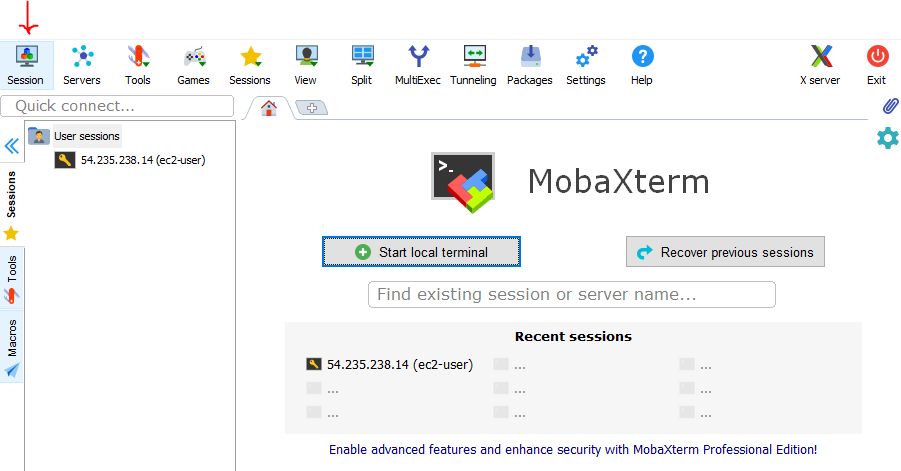 Session Servers Tools Games Sessions View Split MultiExec Tunneling Packages Settings Help X server Exit
Quick connect...
User sessions
54.235.238.14 (ec2-user)
Sessions
Tools
Macros
>_
MobaXterm
Start local terminal
Recover previous sessions
Find existing session or server name...
Recent sessions
54.235.238.14 (ec2-user) ... ...
... ... ...
... ... ...
Enable advanced features and enhance security with MobaXterm Professional Edition!